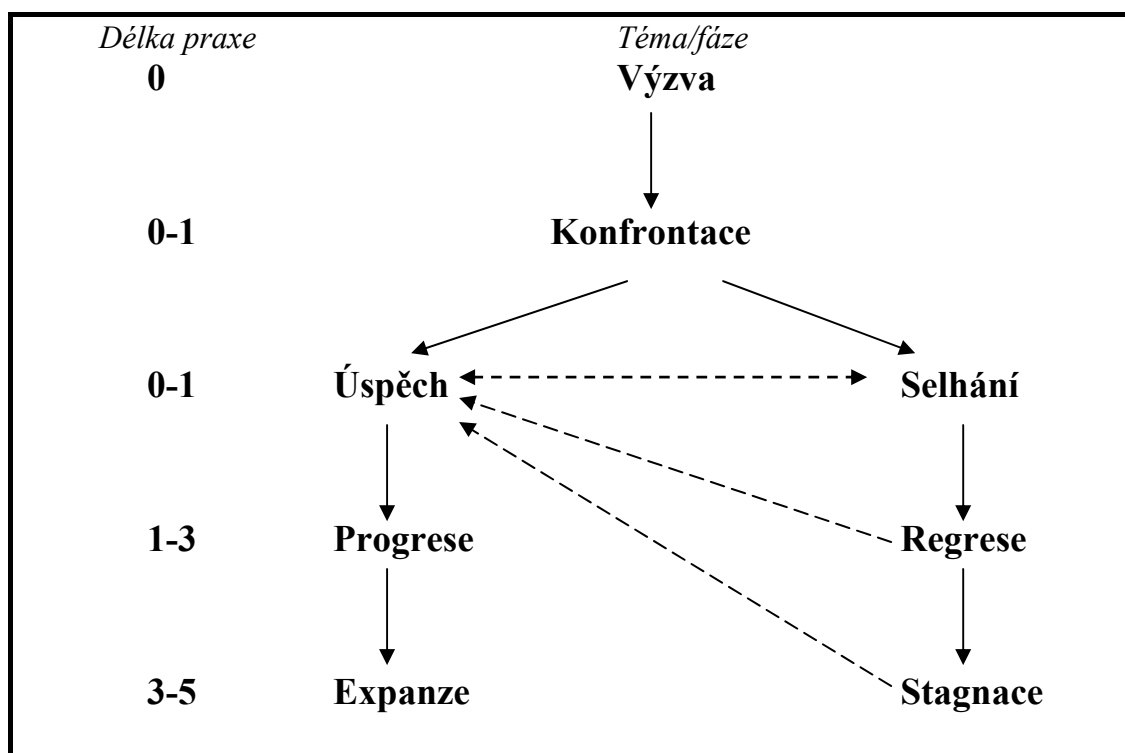 Délka praxe Téma/fáze
0 Výzva
0-1 Konfrontace
0-1 Úspěch Selhání
1-3 Progrese Regrese
3-5 Expanze Stagnace